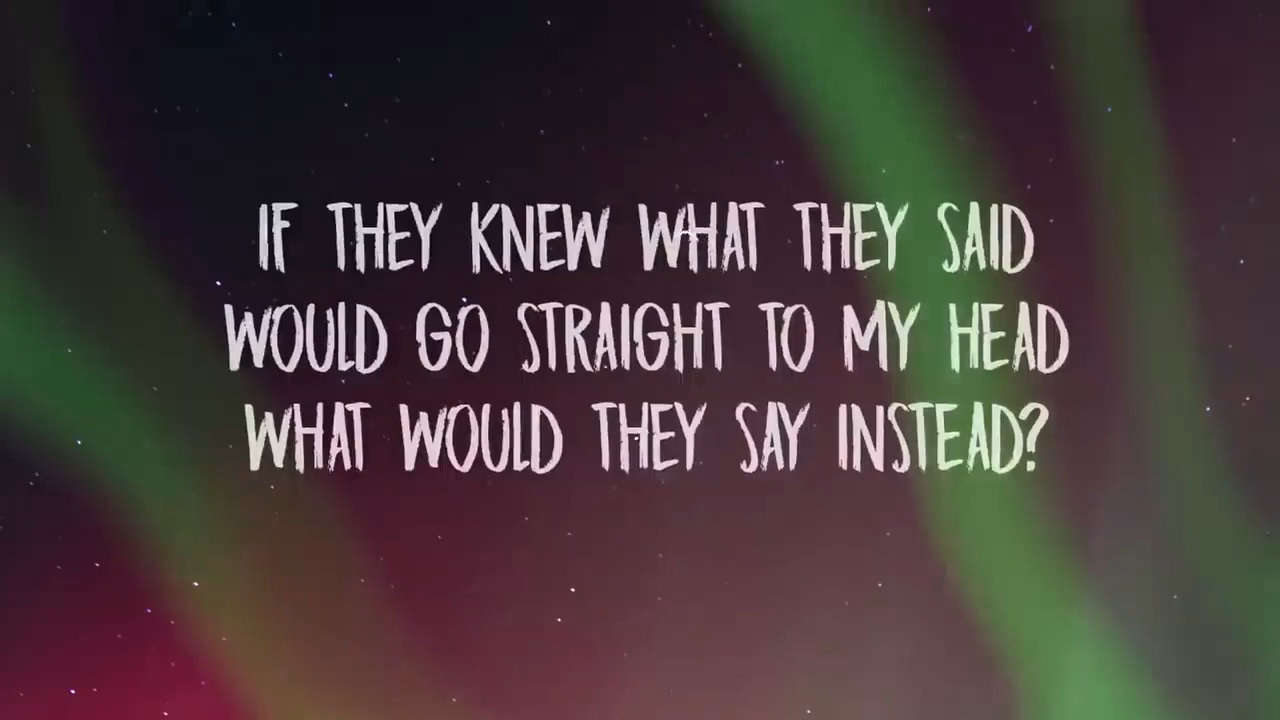 IF THEY KNEW WHAT THEY SAID
WOULD GO STRAIGHT TO MY HEAD
WHAT WOULD THEY SAY INSTEAD?